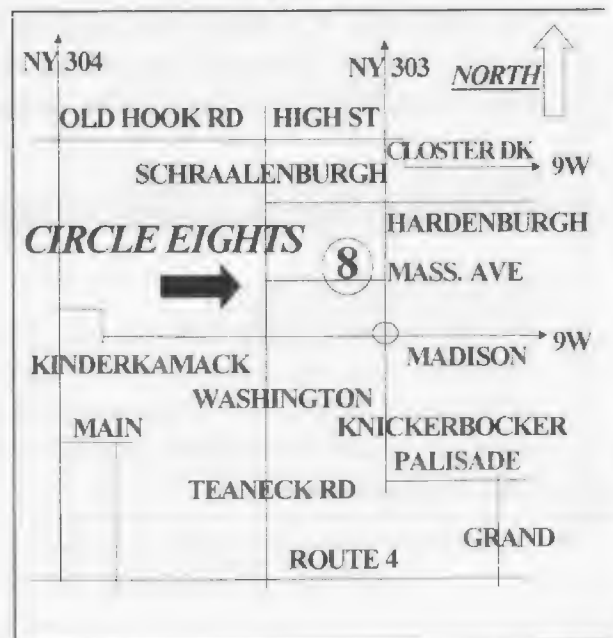 NY 304
NY 303
NORTH
OLD HOOK RD
HIGH ST
CLOSTER DK
9W
SCHRAALENBURGH
HARDENBURGH
CIRCLE EIGHTS
8
MASS. AVE
9W
KINDERKAMACK
MADISON
WASHINGTON
MAIN
KNICKERBOCKER
PALISADE
TEANECK RD
GRAND
ROUTE 4